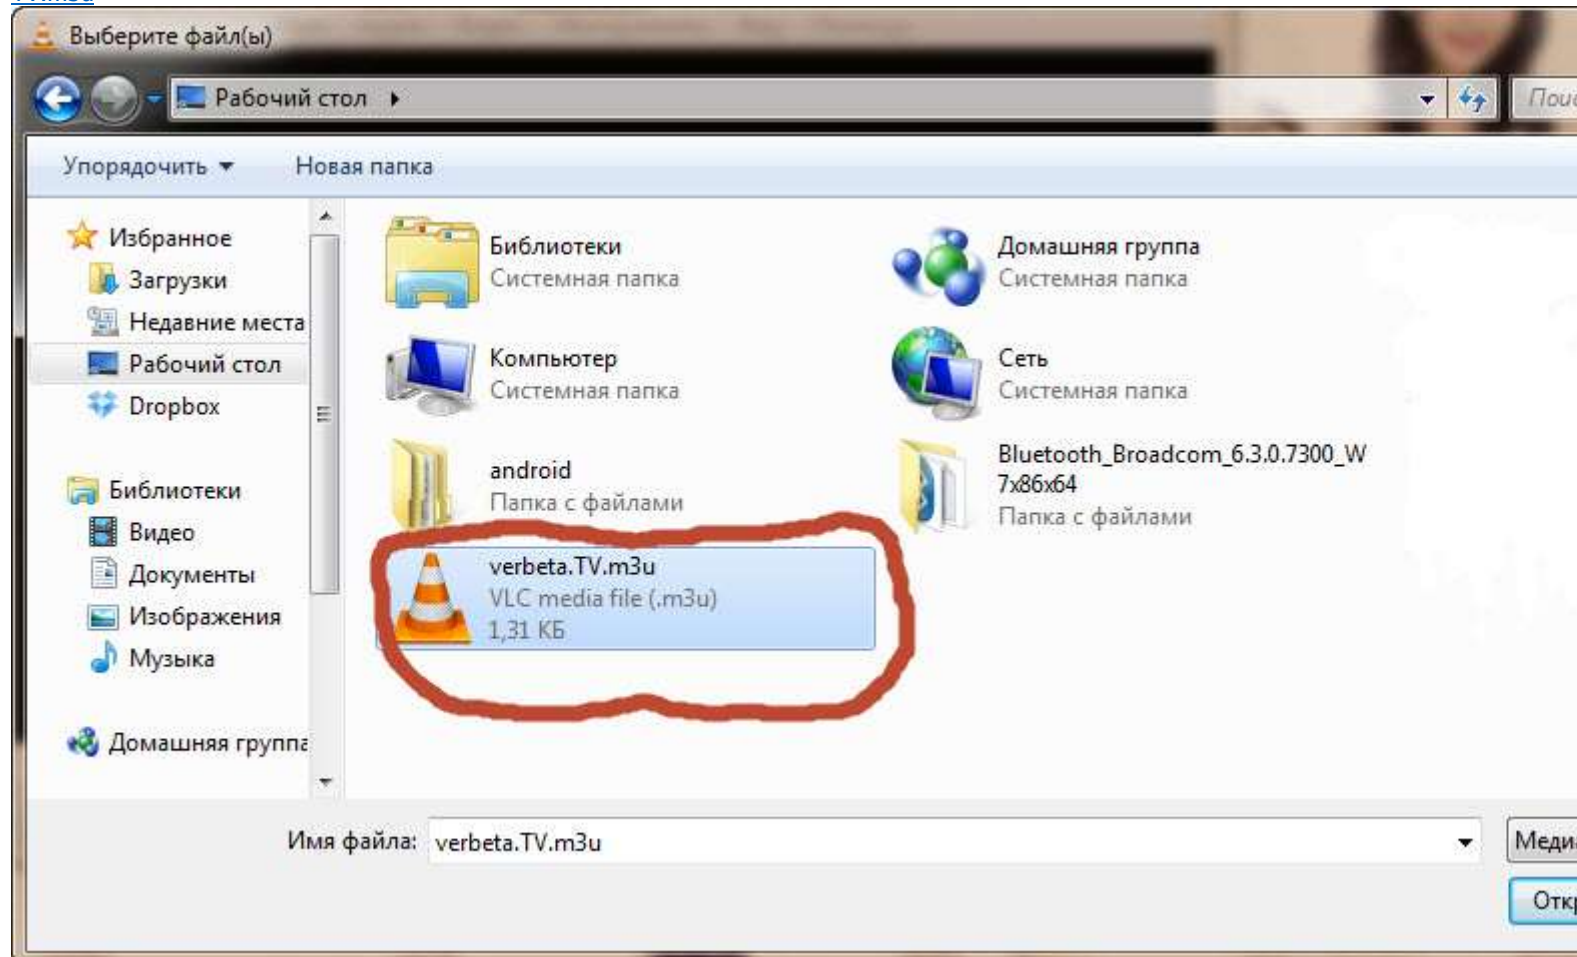 TV.m3u
Выберите файл(ы)
Рабочий стол
Упорядочить
Новая папка
Избранное
Загрузки
Недавние места
Рабочий стол
Dropbox
Библиотеки
Видео
Документы
Изображения
Музыка
Домашняя группа
Библиотеки
Системная папка
Домашняя группа
Системная папка
Компьютер
Системная папка
Сеть
Системная папка
android
Папка с файлами
Bluetooth_Broadcom_6.3.0.7300_W
7x86x64
Папка с файлами
verbeta.TV.m3u
VLC media file (.m3u)
1,31 КБ
Имя файла: verbeta.TV.m3u